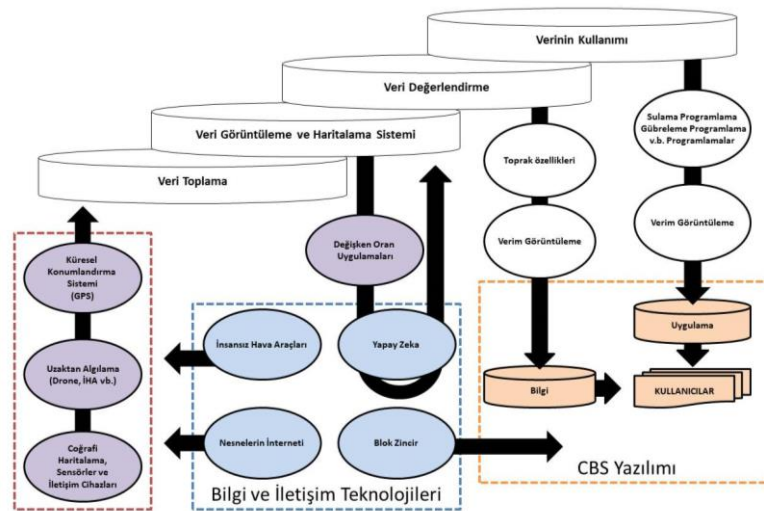 Verinin Kullanımı
Veri Değerlendirme
Veri Görüntüleme ve Haritalama Sistemi
Veri Toplama
Sulama Programlama
Gübreleme Programlama
v.b. Programlamalar
Toprak özellikleri
Verim Görüntüleme
Verim Görüntüleme
Değişken Oran
Uygulamaları
Küresel
Konumlandırma
Sistemi
(GPS)
Uzaktan Algılama
(Drone, İHA vb.)
Coğrafi
Haritalama,
Sensörler ve
İletişim Cihazları
İnsansız Hava Araçları
Yapay Zeka
Nesnelerin İnterneti
Blok Zincir
Bilgi ve İletişim Teknolojileri
Uygulama
Bilgi
KULLANICILAR
CBS Yazılımı